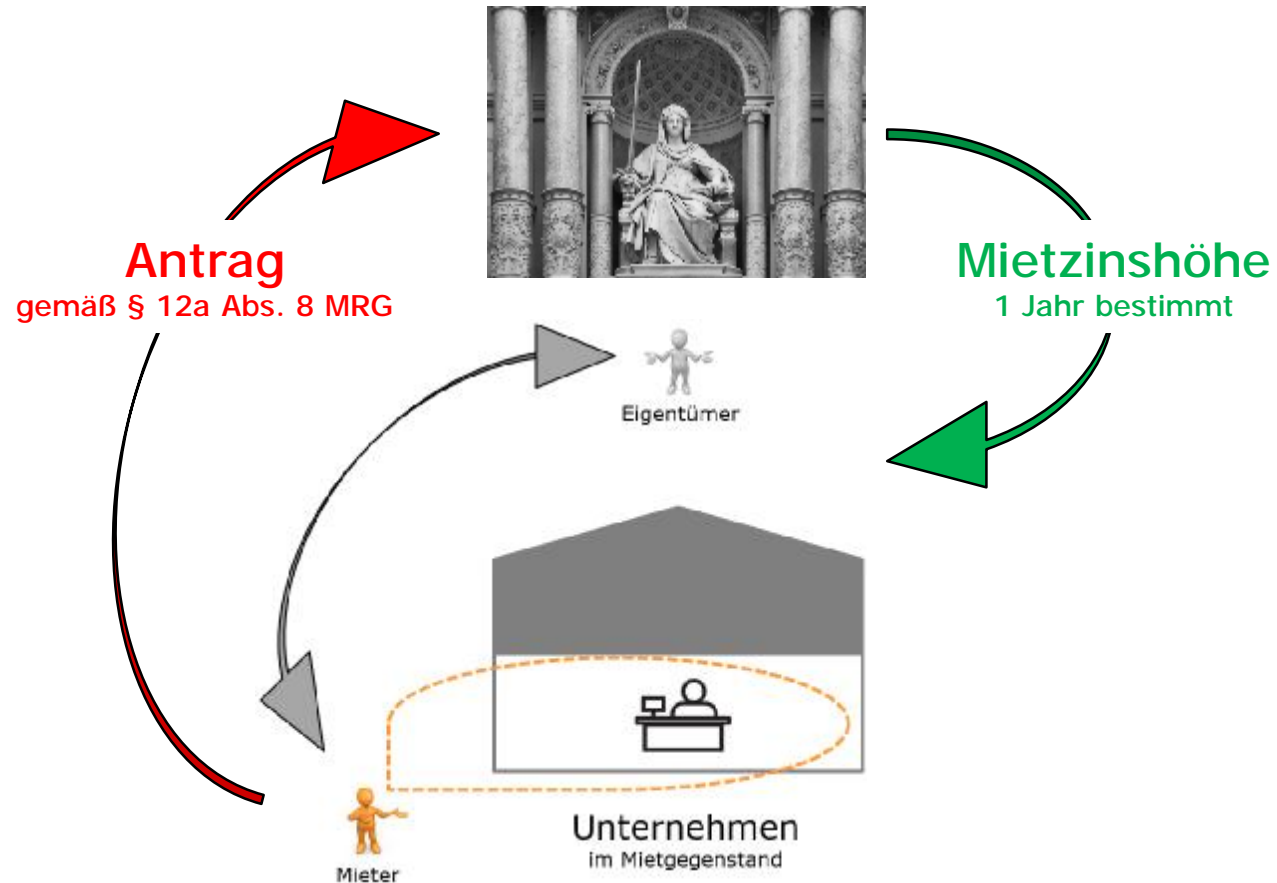 Antrag
gemäß § 12a Abs. 8 MRG
Mietzinshöhe
1 Jahr bestimmt
Eigentümer
Unternehmen
im Mietgegenstand
Mieter